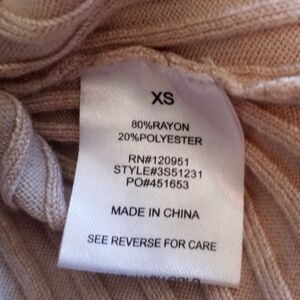 XS
80%RAYON
20%POLYESTER
RN#120951
STYLE#3S51231
PO#451653
MADE IN CHINA
SEE REVERSE FOR CARE